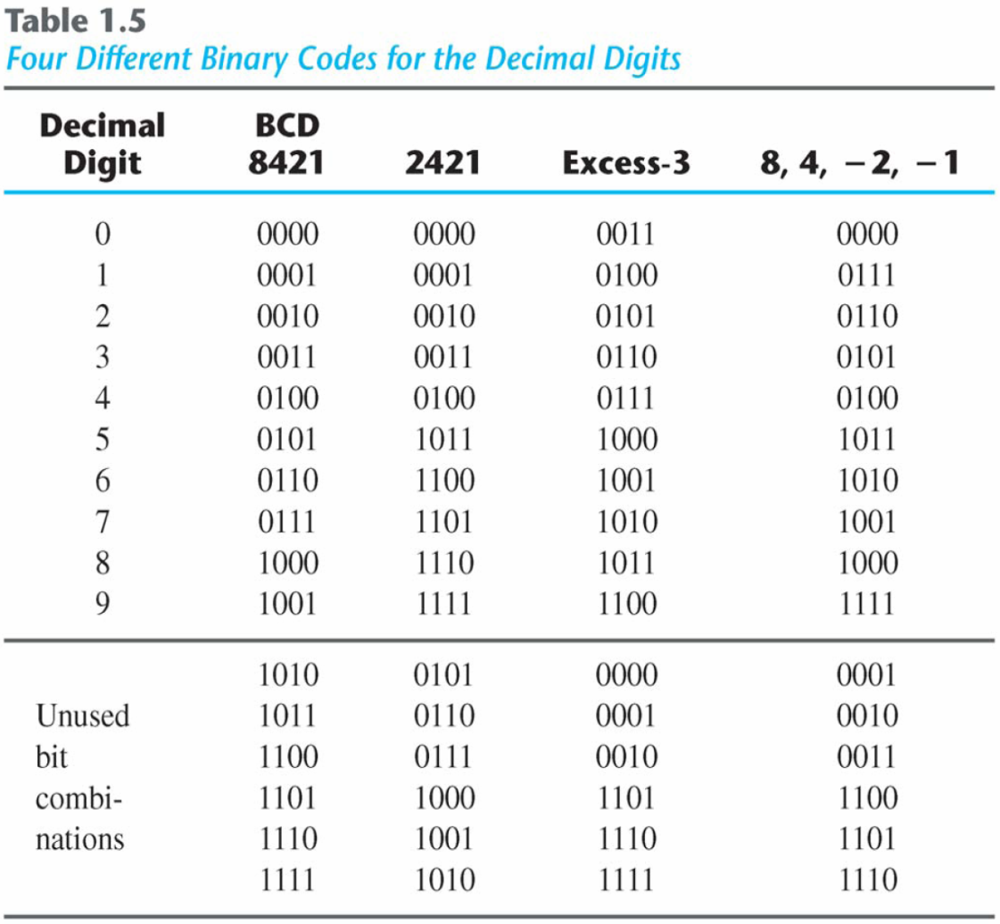 Table 1.5
Four Different Binary Codes for the Decimal Digits
Decimal Digit BCD 8421 2421 Excess-3 8, 4, −2, −1
0 0000 0000 0011 0000
1 0001 0001 0100 0111
2 0010 0010 0101 0110
3 0011 0011 0110 0101
4 0100 0100 0111 0100
5 0101 1011 1000 1011
6 0110 1100 1001 1010
7 0111 1101 1010 1001
8 1000 1110 1011 1000
9 1001 1111 1100 1111
1010 0101 0000 0001
Unused 1011 0110 0001 0010
bit 1100 0111 0010 0011
combi- 1101 1000 1101 1100
nations 1110 1001 1110 1101
1111 1010 1111 1110